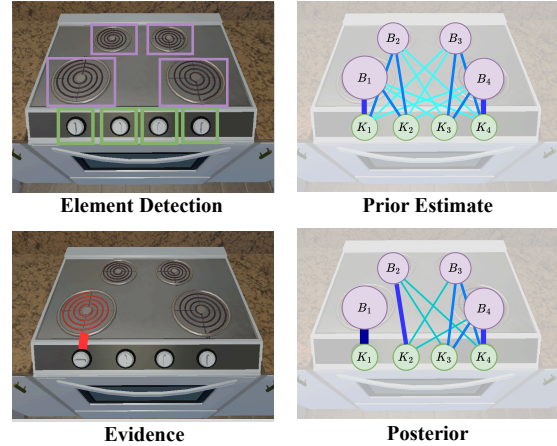 Element Detection
B₂ B₃
B₁ B₄
K₁ K₂ K₃ K₄
Prior Estimate
Evidence
B₂ B₃
B₁ B₄
K₁ K₂ K₃ K₄
Posterior